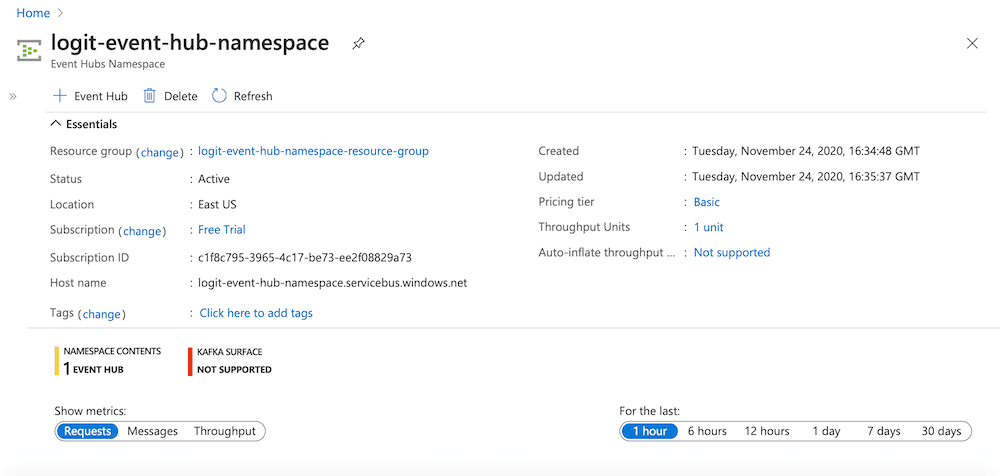 Home
logit-event-hub-namespace
Event Hubs Namespace
Event Hub Delete Refresh
Essentials
Resource group (change) : logit-event-hub-namespace-resource-group
Status : Active
Location : East US
Subscription (change) : Free Trial
Subscription ID : c1f8c795-3965-4c17-be73-ee2f08829a73
Host name : logit-event-hub-namespace.servicebus.windows.net
Tags (change) : Click here to add tags
Created : Tuesday, November 24, 2020, 16:34:48 GMT
Updated : Tuesday, November 24, 2020, 16:35:37 GMT
Pricing tier : Basic
Throughput Units : 1 unit
Auto-inflate throughput ... : Not supported
NAMESPACE CONTENTS
1 EVENT HUB
KAFKA SURFACE
NOT SUPPORTED
Show metrics:
Requests Messages Throughput
For the last:
1 hour 6 hours 12 hours 1 day 7 days 30 days